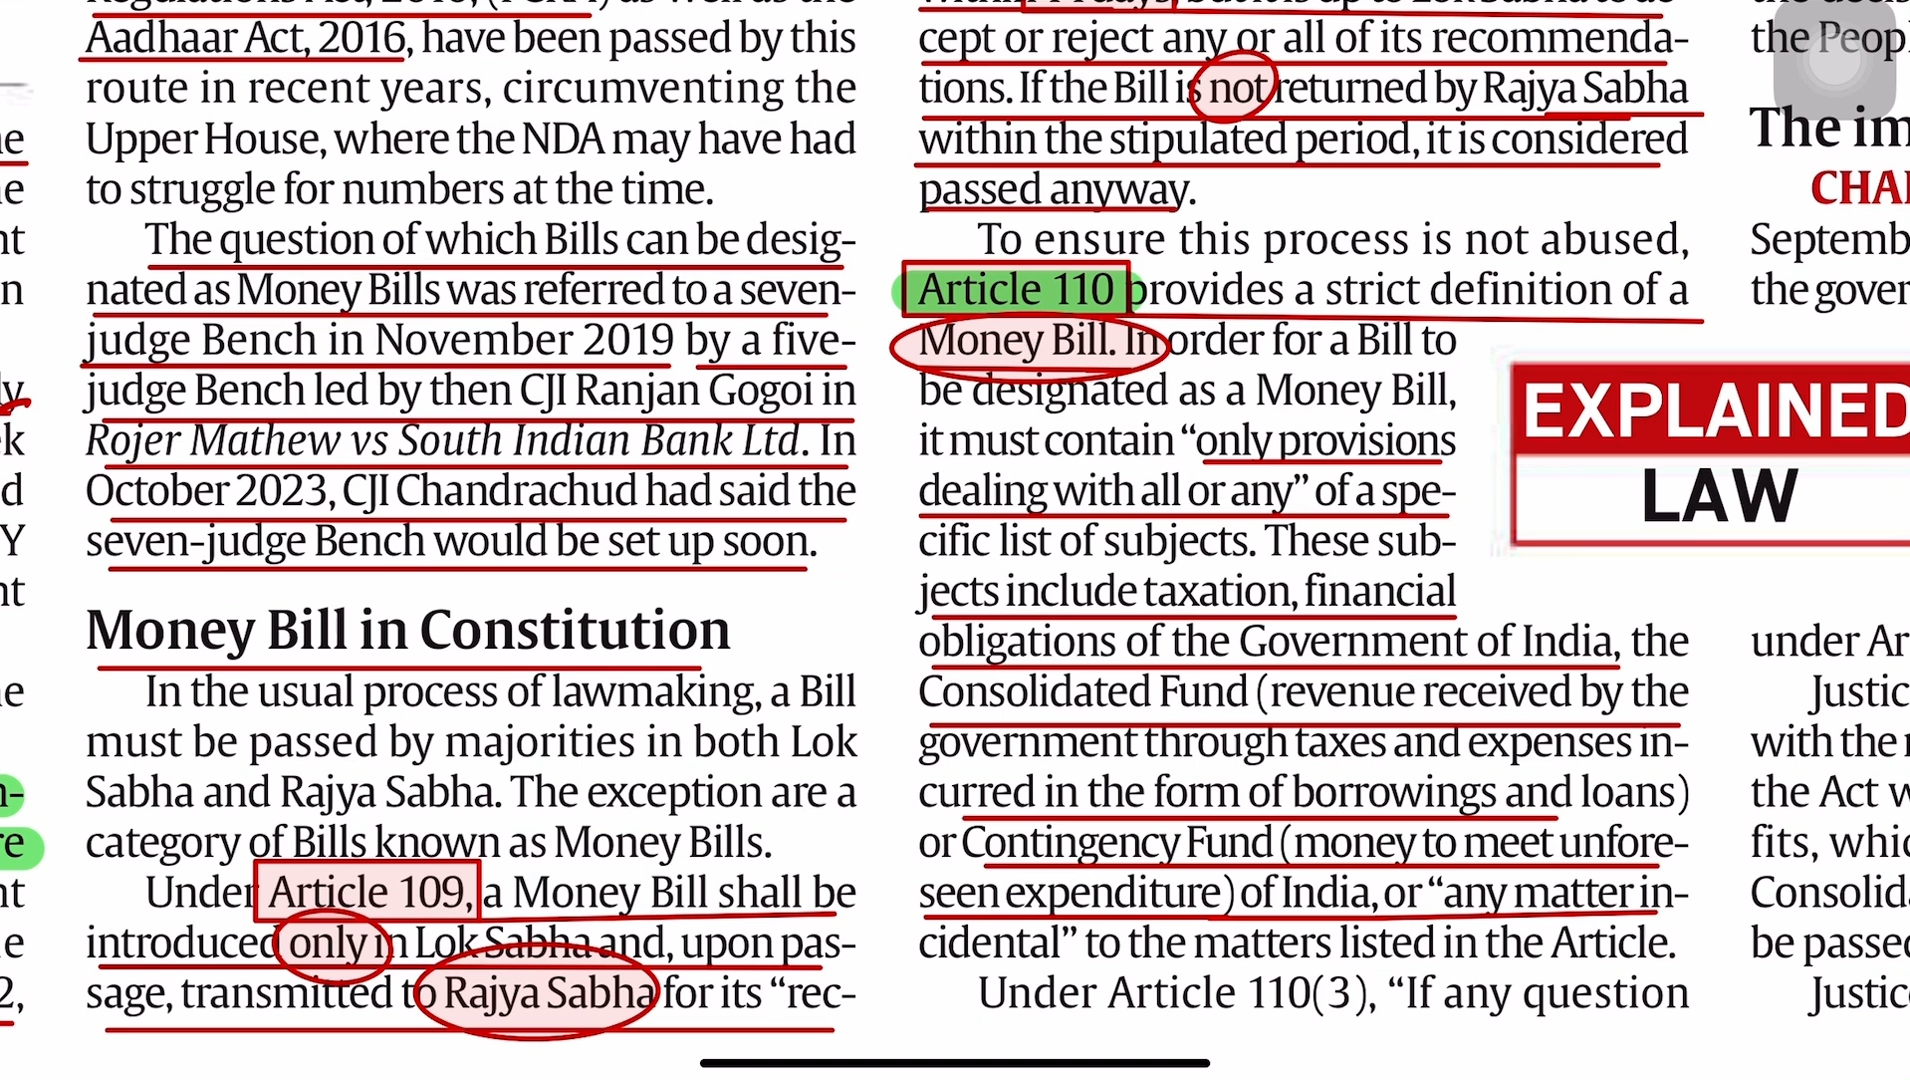 Aadhaar Act, 2016, have been passed by this
route in recent years, circumventing the
Upper House, where the NDA may have had
to struggle for numbers at the time.
The question of which Bills can be desig-
nated as Money Bills was referred to a seven-
judge Bench in November 2019 by a five-
judge Bench led by then CJI Ranjan Gogoi in
Rojer Mathew vs South Indian Bank Ltd. In
October 2023, CJI Chandrachud had said the
seven-judge Bench would be set up soon.
Money Bill in Constitution
In the usual process of lawmaking, a Bill
must be passed by majorities in both Lok
Sabha and Rajya Sabha. The exception are a
category of Bills known as Money Bills.
Under Article 109, a Money Bill shall be
introduced only in Lok Sabha and, upon pas-
sage, transmitted to Rajya Sabha for its “rec-
cept or reject any or all of its recommenda-
tions. If the Bill is not returned by Rajya Sabha
within the stipulated period, it is considered
passed anyway.
To ensure this process is not abused,
Article 110 provides a strict definition of a
Money Bill. In order for a Bill to
be designated as a Money Bill,
it must contain “only provisions
dealing with all or any” of a spe-
cific list of subjects. These sub-
jects include taxation, financial
obligations of the Government of India, the
Consolidated Fund (revenue received by the
government through taxes and expenses in-
curred in the form of borrowings and loans)
or Contingency Fund (money to meet unfore-
seen expenditure) of India, or “any matter in-
cidental” to the matters listed in the Article.
Under Article 110(3), “If any question
EXPLAINED
LAW
the
The
the
under
with the
the Act
fits,
be